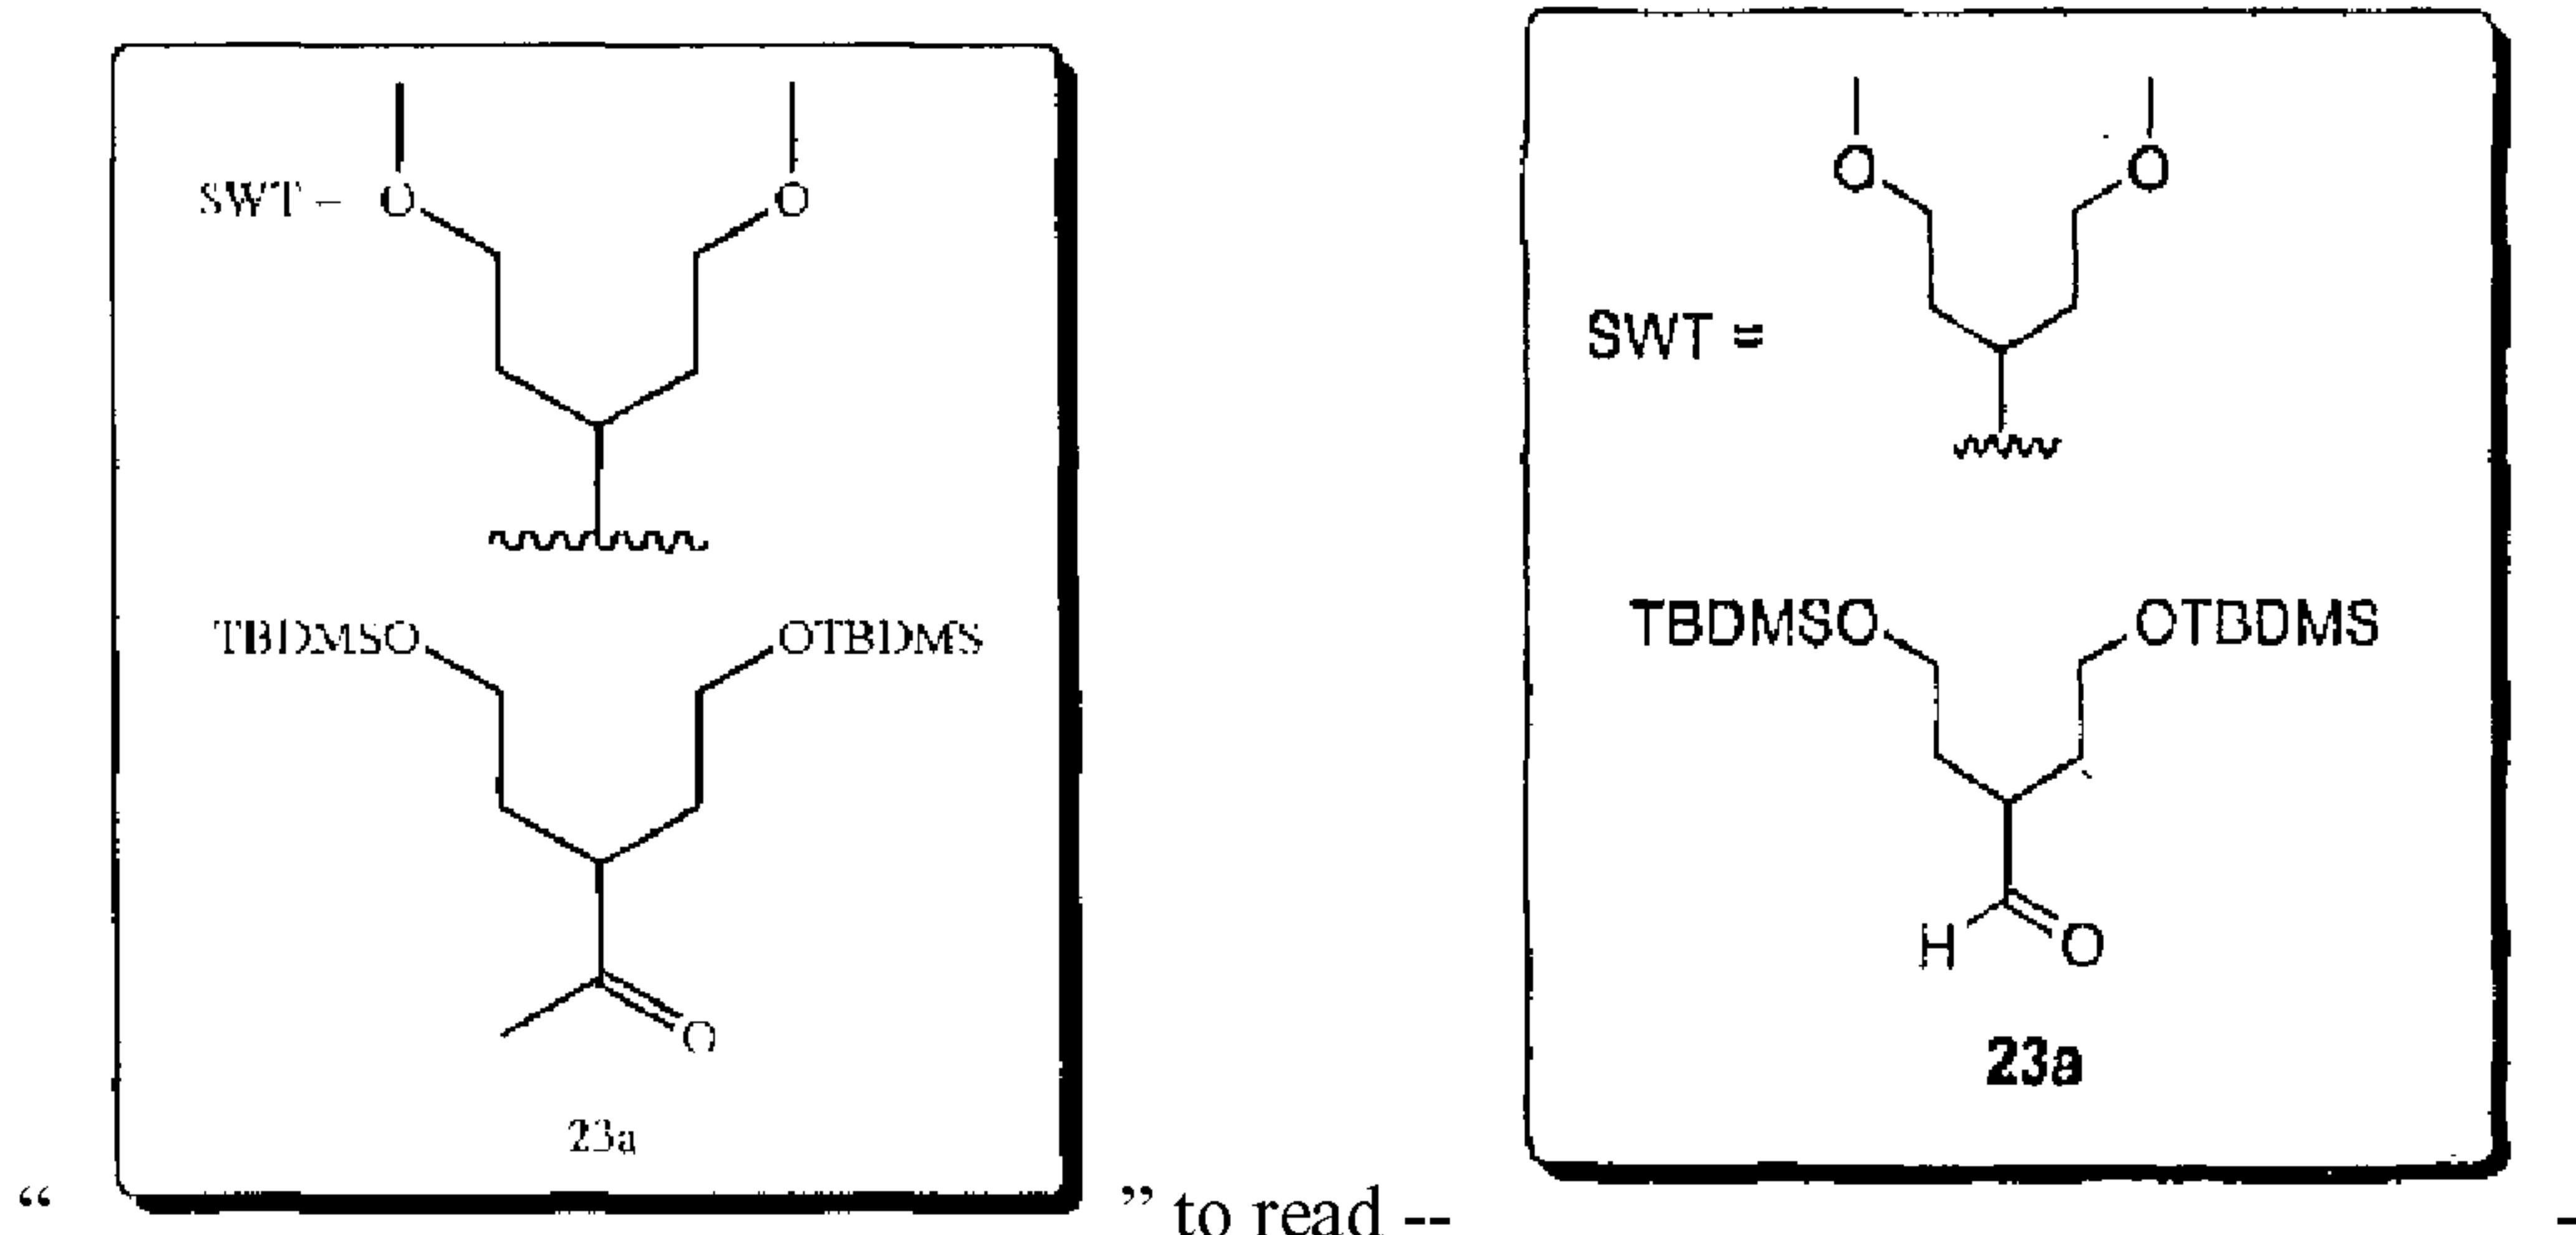 SWT –
O
O
TBDMSO
OTBDMS
O
23a
“
” to read --
O
O
SWT =
TBDMSO
OTBDMS
H
O
23a
-